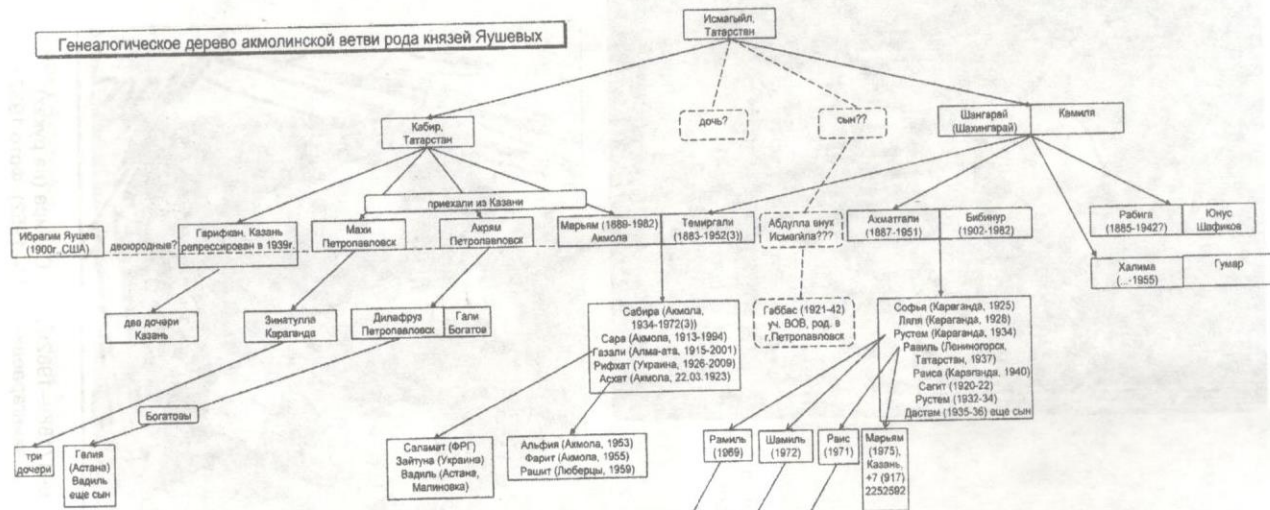 Генеалогическое дерево акмолинской ветви рода князей Яушевых
Исмагыйл,
Татарстан
дочь?
сын??
Кабир,
Татарстан
Шангарай
(Шахингарай)
Камиля
приехали из Казани
Ибрагим Яушев
(1900г.,США)
двоюродные?
Гарифкан, Казань
репрессирован в 1939г.
Махи
Петропавловск
Акрям
Петропавловск
Марьям (1889-1982)
Акмола
Темиргали
(1883-1952(3))
Абдулла внук
Исмагила???
Ахматгали
(1887-1951)
Бибинур
(1902-1982)
Рабига
(1885-1942?)
Юнус
Шафиков
Халима
(...-1955)
Гумар
две дочери
Казань
Зинатулла
Караганда
Дилафруз
Петропавловск
Гали
Богатов
Сабира (Акмола,
1934-1972(3))
Сара (Акмола, 1913-1994)
Газали (Алма-ата, 1915-2001)
Рифхат (Украина, 1926-2009)
Асхат (Акмола, 22.03.1923)
Габбас (1921-42)
уч. ВОВ, род. в
г.Петропавловск
Софья (Караганда, 1925)
Ляля (Караганда, 1928)
Рустем (Караганда, 1934)
Равиль (Лениногорск,
Татарстан, 1937)
Раиса (Караганда, 1940)
Сагит (1920-22)
Рустем (1932-34)
Дастам (1935-36) еще сын
Богатовы
три
дочери
Галия
(Астана)
Вадиль
еще сын
Саламат (ФРГ)
Зайтуна (Украина)
Вадиль (Астана,
Малиновка)
Альфия (Акмола, 1953)
Фарит (Акмола, 1955)
Рашит (Люберцы, 1959)
Рамиль
(1969)
Шамиль
(1972)
Раис
(1971)
Марьям
(1975),
Казань,
+7 (917)
2252592